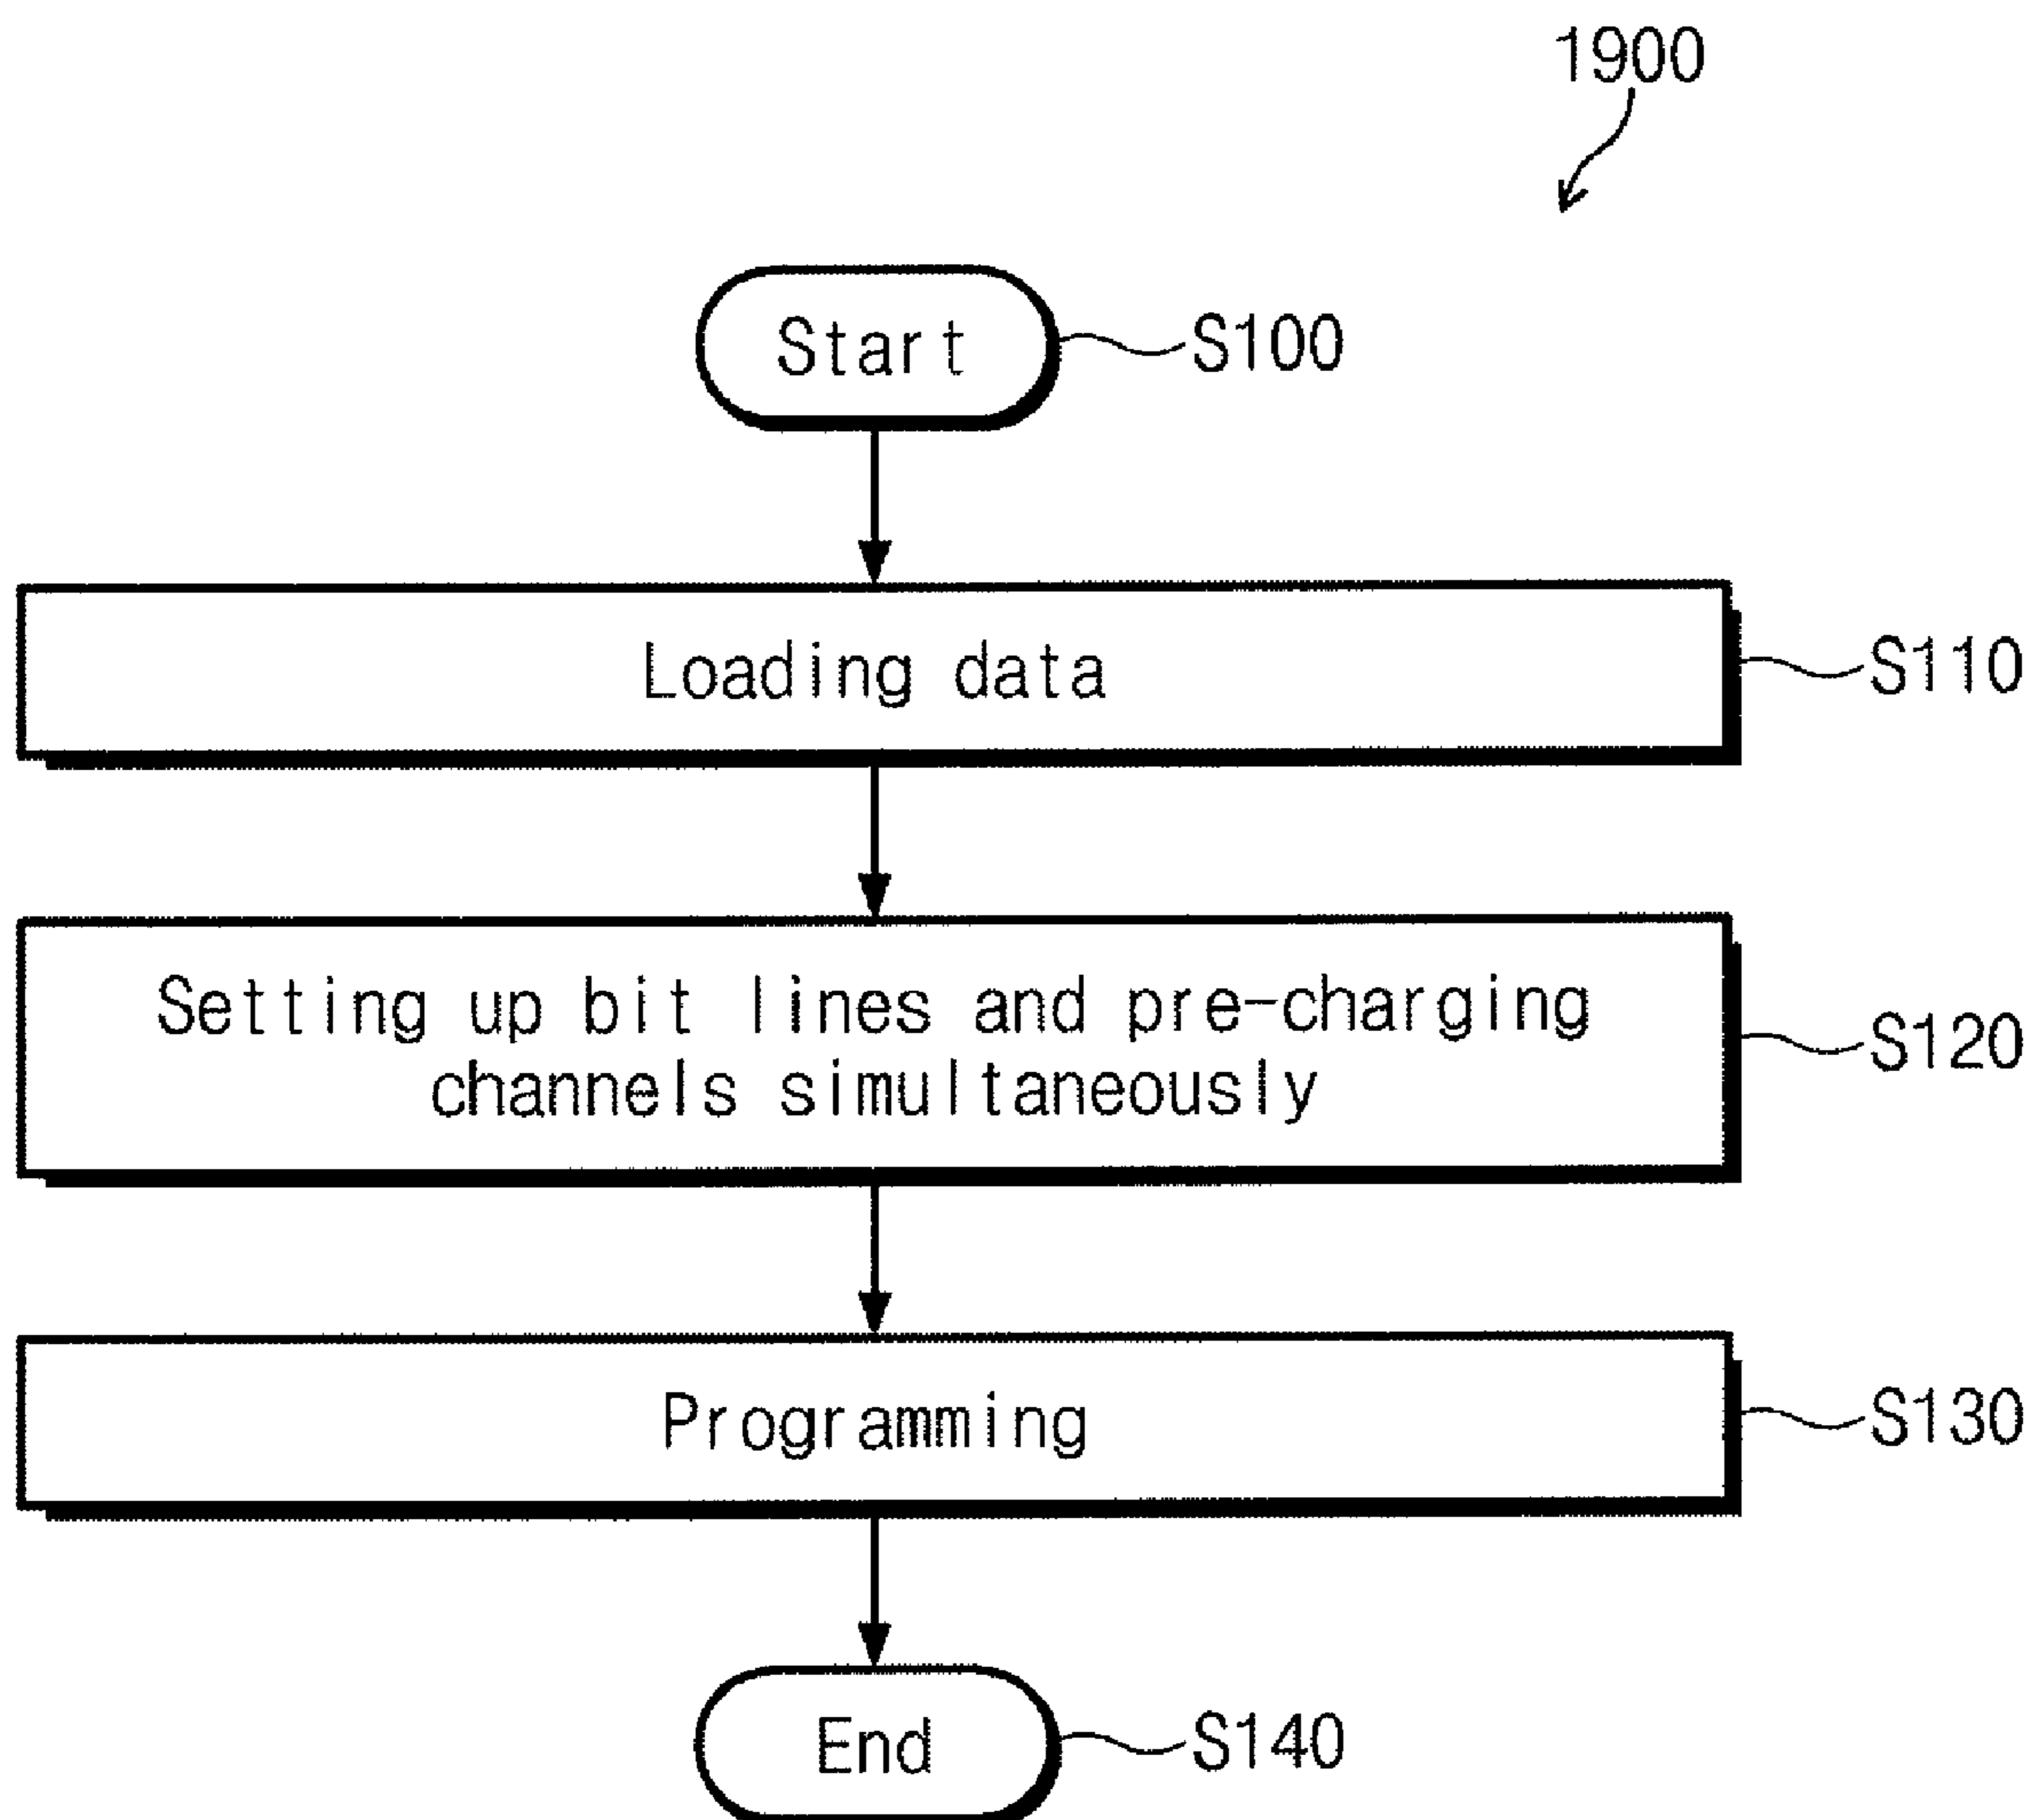 1900
Start
S100
Loading data
S110
Setting up bit lines and pre-charging
channels simultaneously
S120
Programming
S130
End
S140